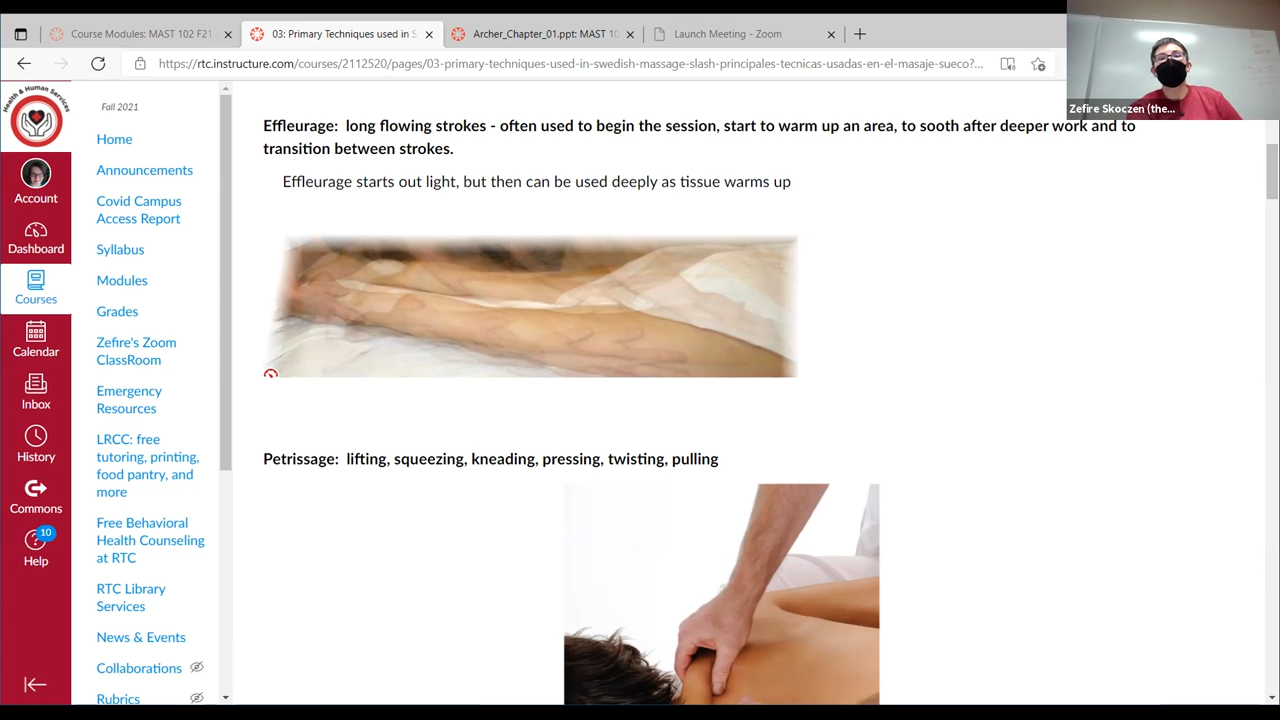 Course Modules: MAST 102 F21
03: Primary Techniques used in S
Archer_Chapter_01.ppt: MAST 10
Launch Meeting - Zoom
https://rtc.instructure.com/courses/2112520/pages/03-primary-techniques-used-in-swedish-massage-slash-principales-tecnicas-usadas-en-el-masaje-sueco?...
Zefire Skoczen (the...
Health & Human Services
Account
Dashboard
Courses
Calendar
Inbox
History
Commons
10
Help
Fall 2021
Home
Announcements
Covid Campus
Access Report
Syllabus
Modules
Grades
Zefire's Zoom
ClassRoom
Emergency
Resources
LRCC: free
tutoring, printing,
food pantry, and
more
Free Behavioral
Health Counseling
at RTC
RTC Library
Services
News & Events
Collaborations
Rubrics
Effleurage: long flowing strokes - often used to begin the session, start to warm up an area, to sooth after deeper work and to
transition between strokes.
Effleurage starts out light, but then can be used deeply as tissue warms up
Petrissage: lifting, squeezing, kneading, pressing, twisting, pulling